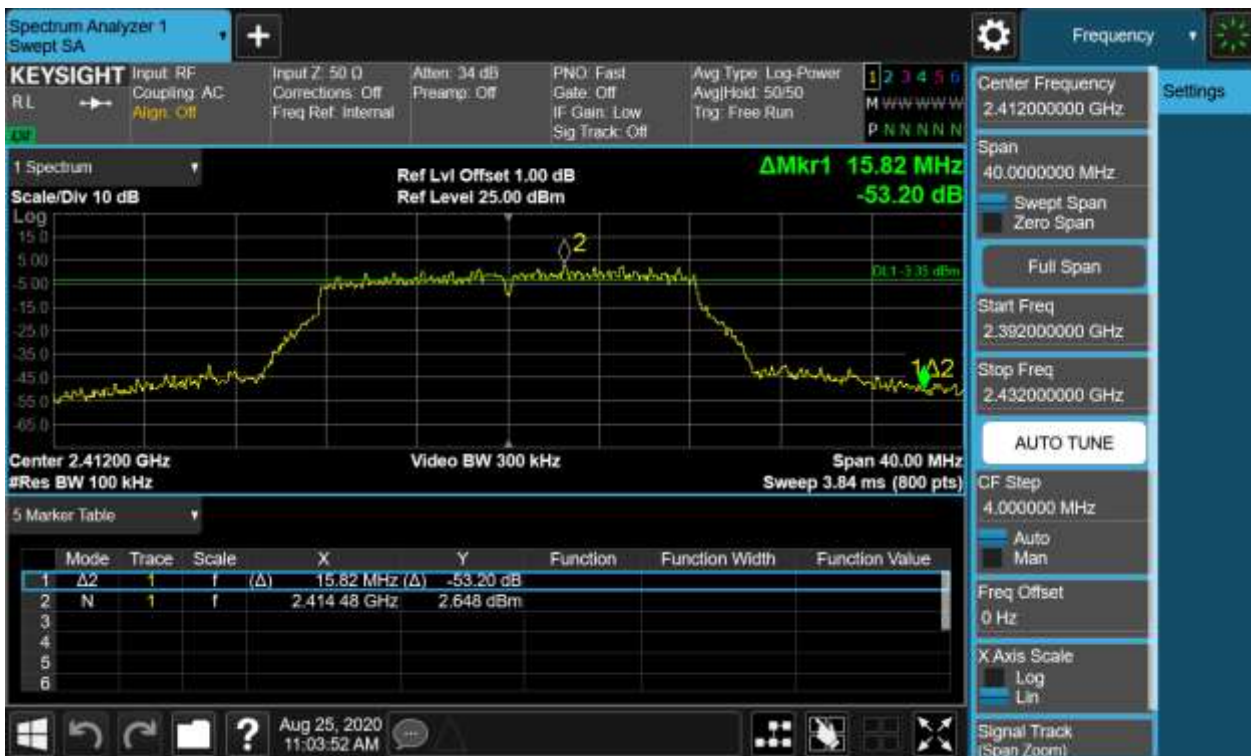 Spectrum Analyzer 1
Swept SA
Frequency
KEYSIGHT
RL
Input: RF
Coupling: AC
Align: Off
Input Z: 50 Ω
Corrections: Off
Freq Ref: Internal
Atten: 34 dB
Preamp: Off
PNO: Fast
Gate: Off
IF Gain: Low
Sig Track: Off
Avg Type: Log-Power
Avg|Hold: 50/50
Trig: Free Run
1 2 3 4 5 6
M W W W W W
P N N N N N
1 Spectrum
Scale/Div 10 dB
Ref Lvl Offset 1.00 dB
Ref Level 25.00 dBm
ΔMkr1 15.82 MHz
-53.20 dB
Log
15.0
5.00
-5.00
-15.0
-25.0
-35.0
-45.0
-55.0
-65.0
2
DL1 -3.35 dBm
1Δ2
Center 2.41200 GHz
Video BW 300 kHz
Span 40.00 MHz
#Res BW 100 kHz
Sweep 3.84 ms (800 pts)
5 Marker Table
Mode Trace Scale X Y Function Function Width Function Value
1 Δ2 1 f (Δ) 15.82 MHz (Δ) -53.20 dB
2 N 1 f 2.414 48 GHz 2.648 dBm
3
4
5
6
Aug 25, 2020
11:03:52 AM
Center Frequency
2.412000000 GHz
Settings
Span
40.0000000 MHz
Swept Span
Zero Span
Full Span
Start Freq
2.392000000 GHz
Stop Freq
2.432000000 GHz
AUTO TUNE
CF Step
4.000000 MHz
Auto
Man
Freq Offset
0 Hz
X Axis Scale
Log
Lin
Signal Track
(Span Zoom)